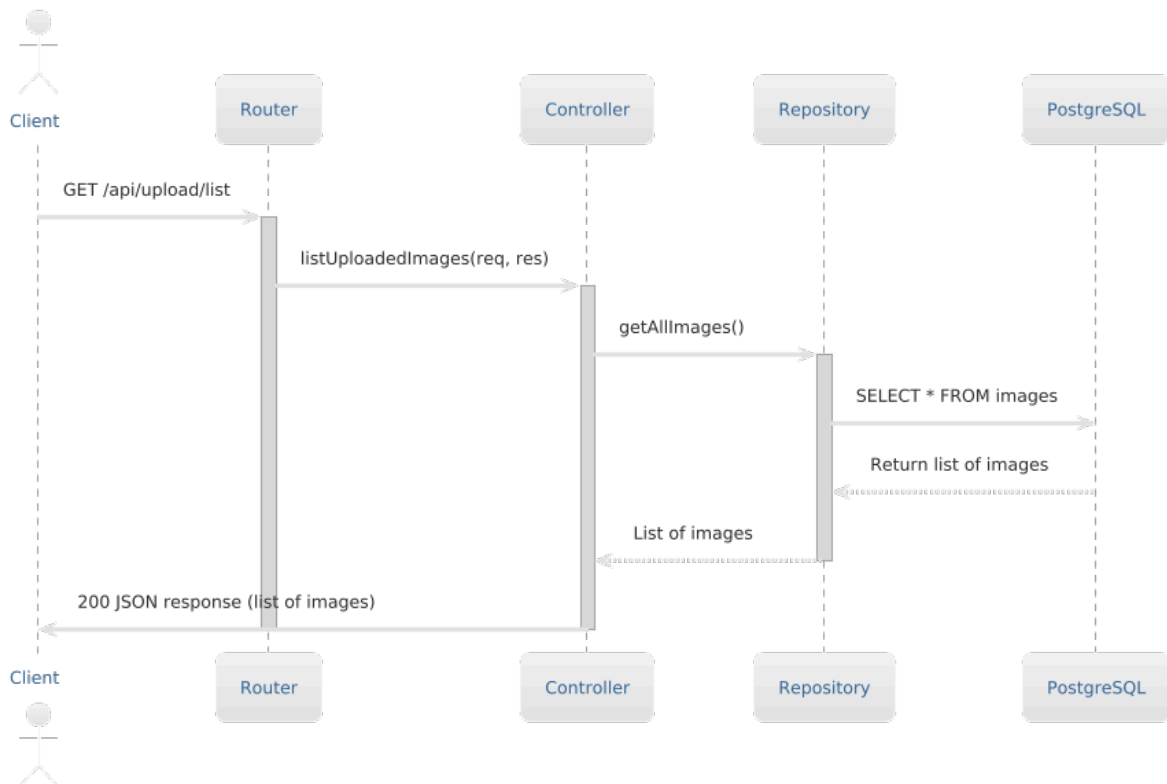 Client
Router
Controller
Repository
PostgreSQL
GET /api/upload/list
listUploadedImages(req, res)
getAllImages()
SELECT * FROM images
Return list of images
List of images
200 JSON response (list of images)
Client
Router
Controller
Repository
PostgreSQL